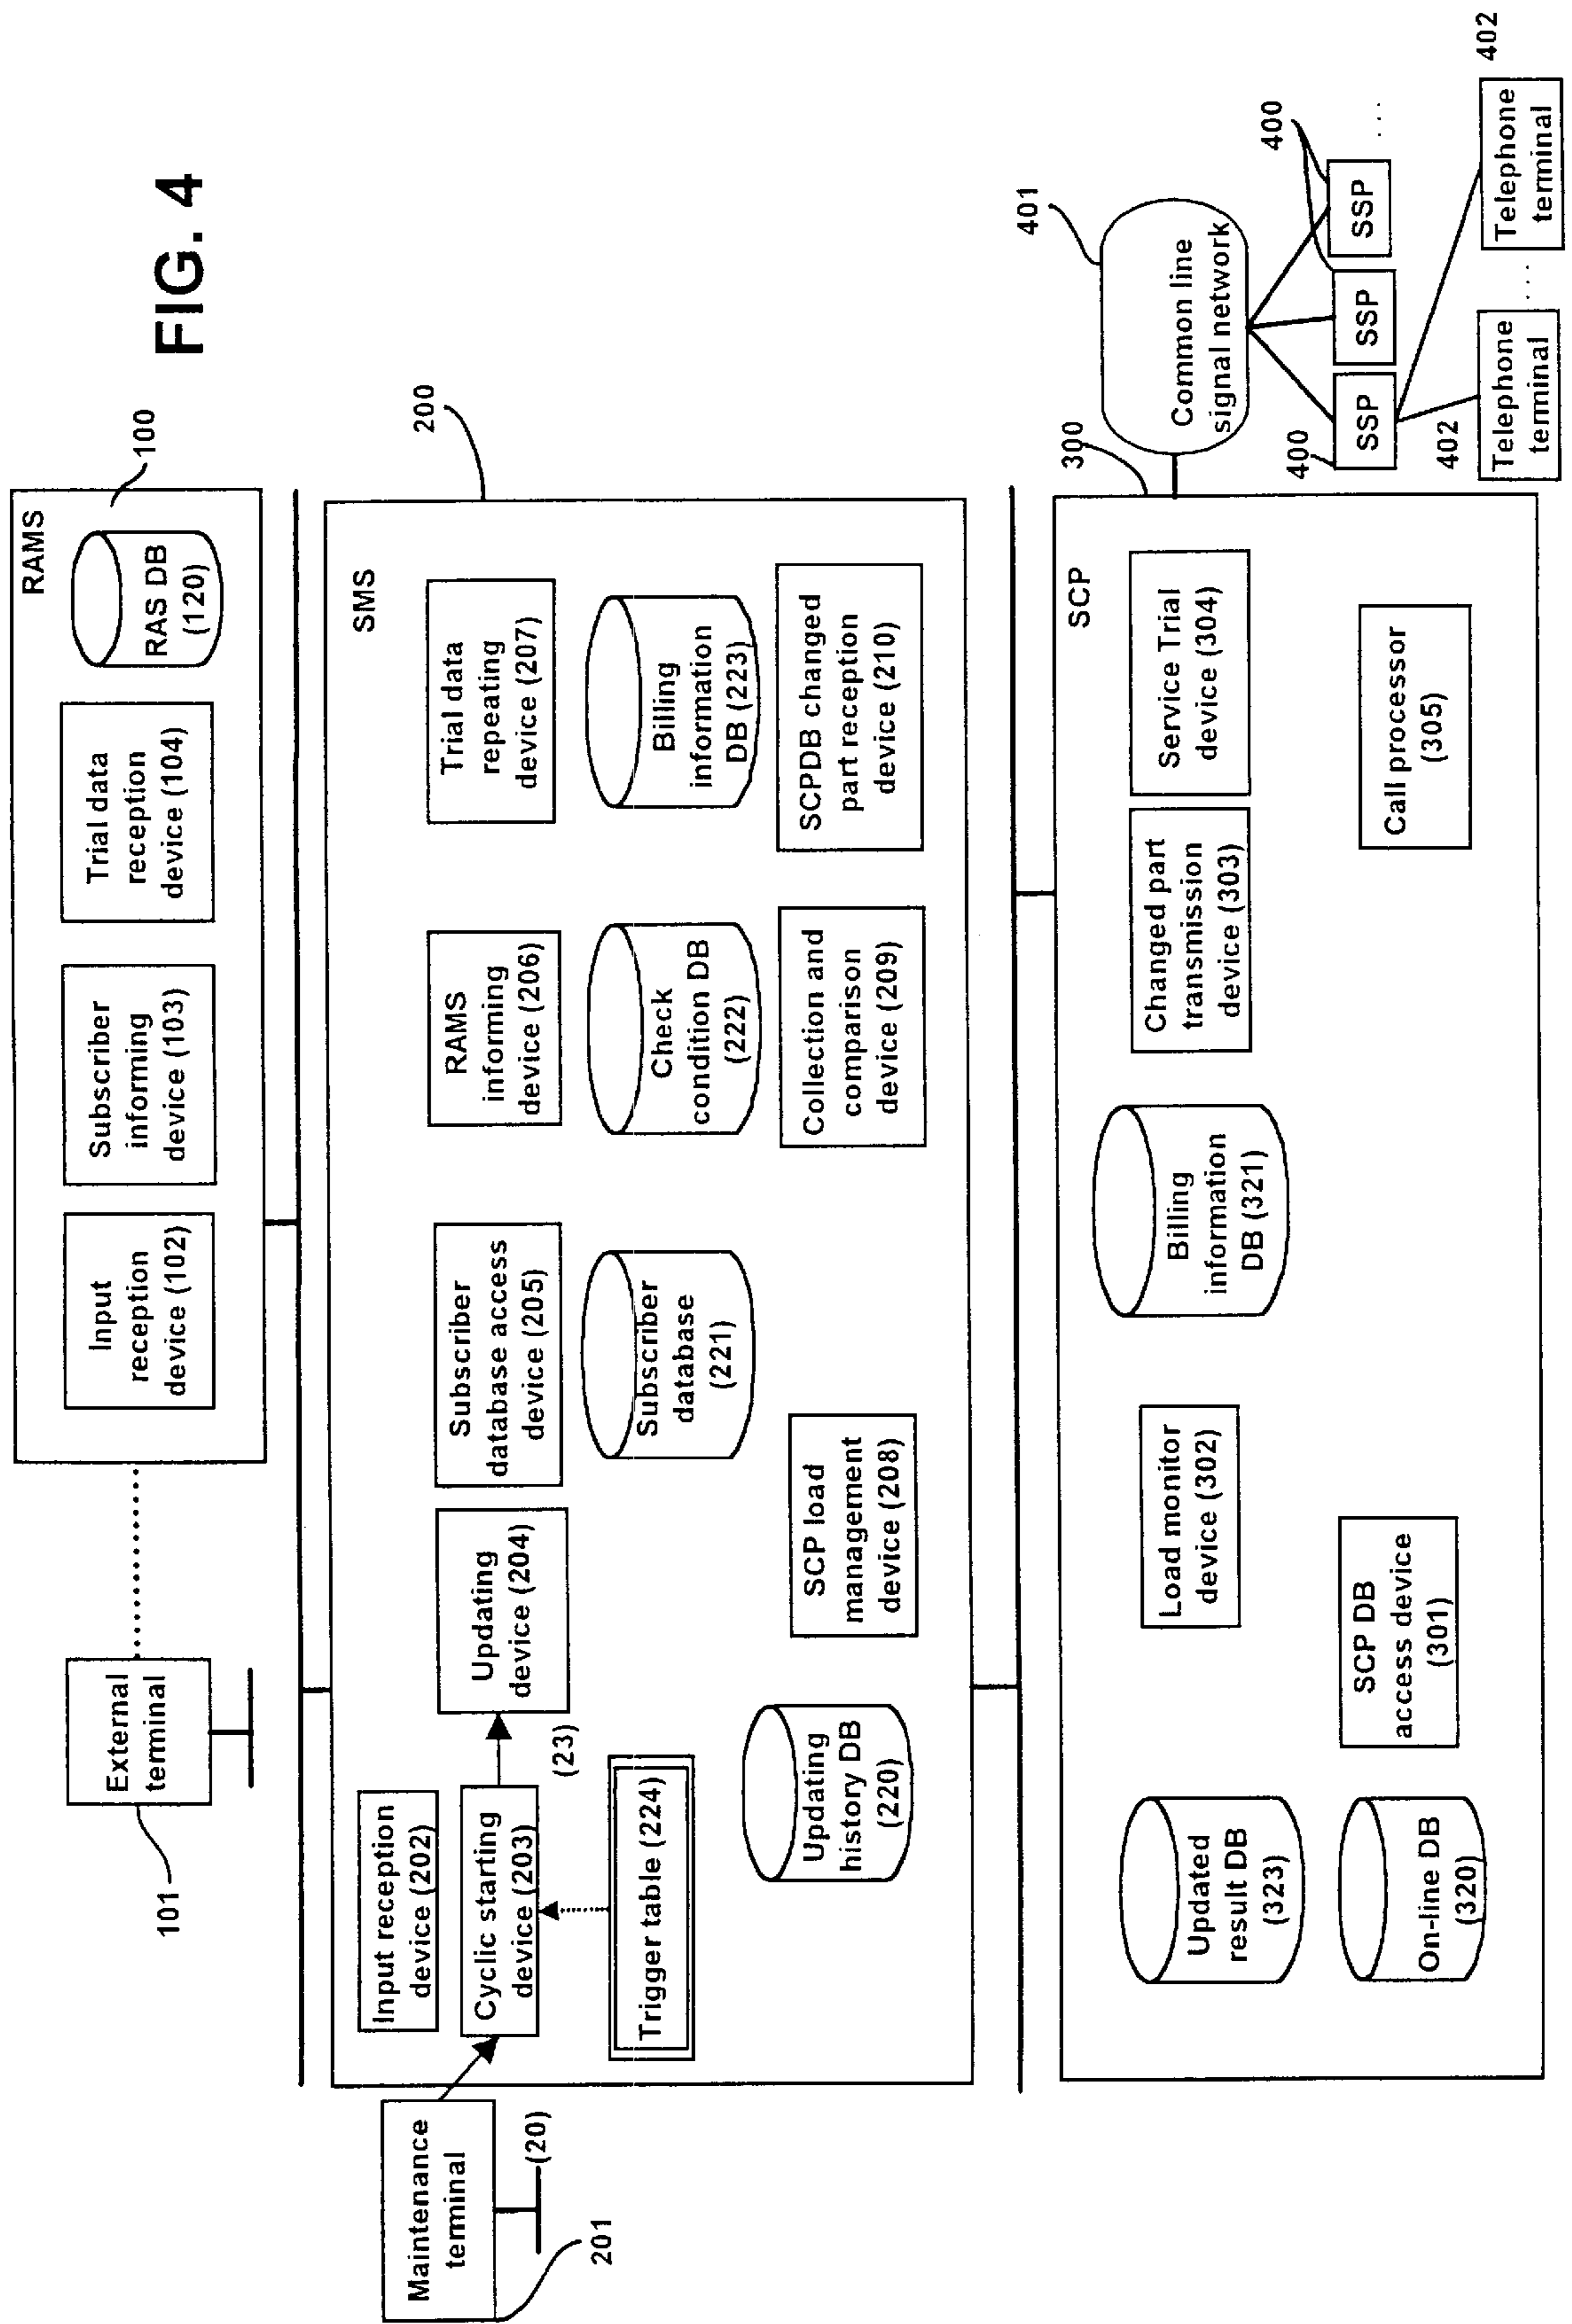 FIG. 4
RAMS
100
External
terminal
101
Input
reception
device (102)
Subscriber
informing
device (103)
Trial data
reception
device (104)
RAS DB
(120)
200
SMS
Maintenance
terminal
(20)
201
Input reception
device (202)
Cyclic starting
device (203)
(23)
Trigger table (224)
Updating
device (204)
Subscriber
database access
device (205)
RAMS
informing
device (206)
Trial data
repeating
device (207)
Subscriber
database
(221)
Check
condition DB
(222)
Billing
information
DB (223)
Updating
history DB
(220)
SCP load
management
device (208)
Collection and
comparison
device (209)
SCPDB changed
part reception
device (210)
300
SCP
Updated
result DB
(323)
On-line DB
(320)
Load monitor
device (302)
SCP DB
access device
(301)
Billing
information
DB (321)
Changed part
transmission
device (303)
Service Trial
device (304)
Call processor
(305)
401
Common line
signal network
400
400
SSP
SSP
SSP
....
402
402
Telephone
terminal
....
Telephone
terminal